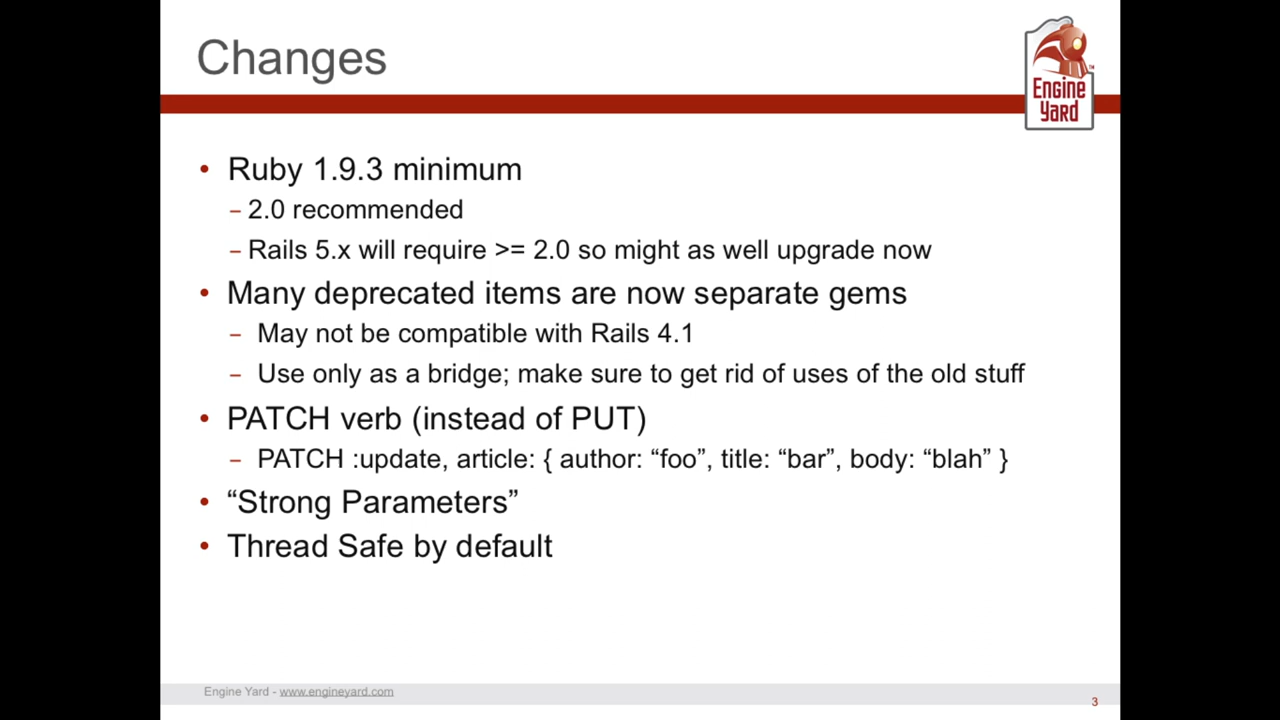 Changes
Engine
Yard
TM
• Ruby 1.9.3 minimum
– 2.0 recommended
– Rails 5.x will require >= 2.0 so might as well upgrade now
• Many deprecated items are now separate gems
– May not be compatible with Rails 4.1
– Use only as a bridge; make sure to get rid of uses of the old stuff
• PATCH verb (instead of PUT)
– PATCH :update, article: { author: “foo”, title: “bar”, body: “blah” }
• “Strong Parameters”
• Thread Safe by default
Engine Yard - www.engineyard.com
3